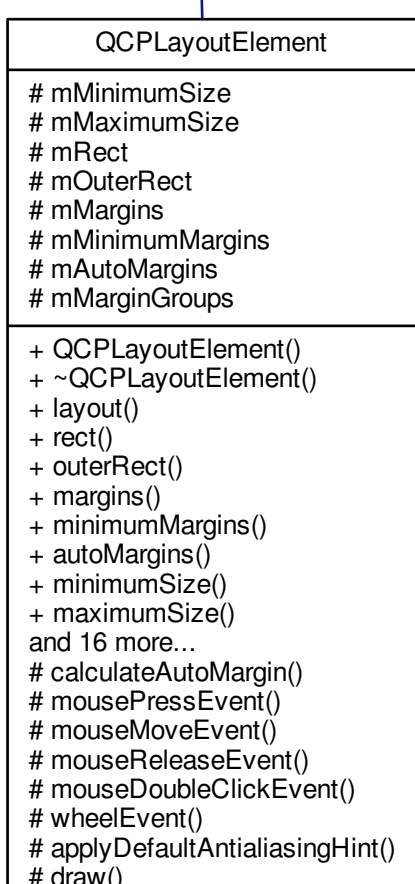 QCPLayoutElement
# mMinimumSize
# mMaximumSize
# mRect
# mOuterRect
# mMargins
# mMinimumMargins
# mAutoMargins
# mMarginGroups
+ QCPLayoutElement()
+ ~QCPLayoutElement()
+ layout()
+ rect()
+ outerRect()
+ margins()
+ minimumMargins()
+ autoMargins()
+ minimumSize()
+ maximumSize()
and 16 more...
# calculateAutoMargin()
# mousePressEvent()
# mouseMoveEvent()
# mouseReleaseEvent()
# mouseDoubleClickEvent()
# wheelEvent()
# applyDefaultAntialiasingHint()
# draw()